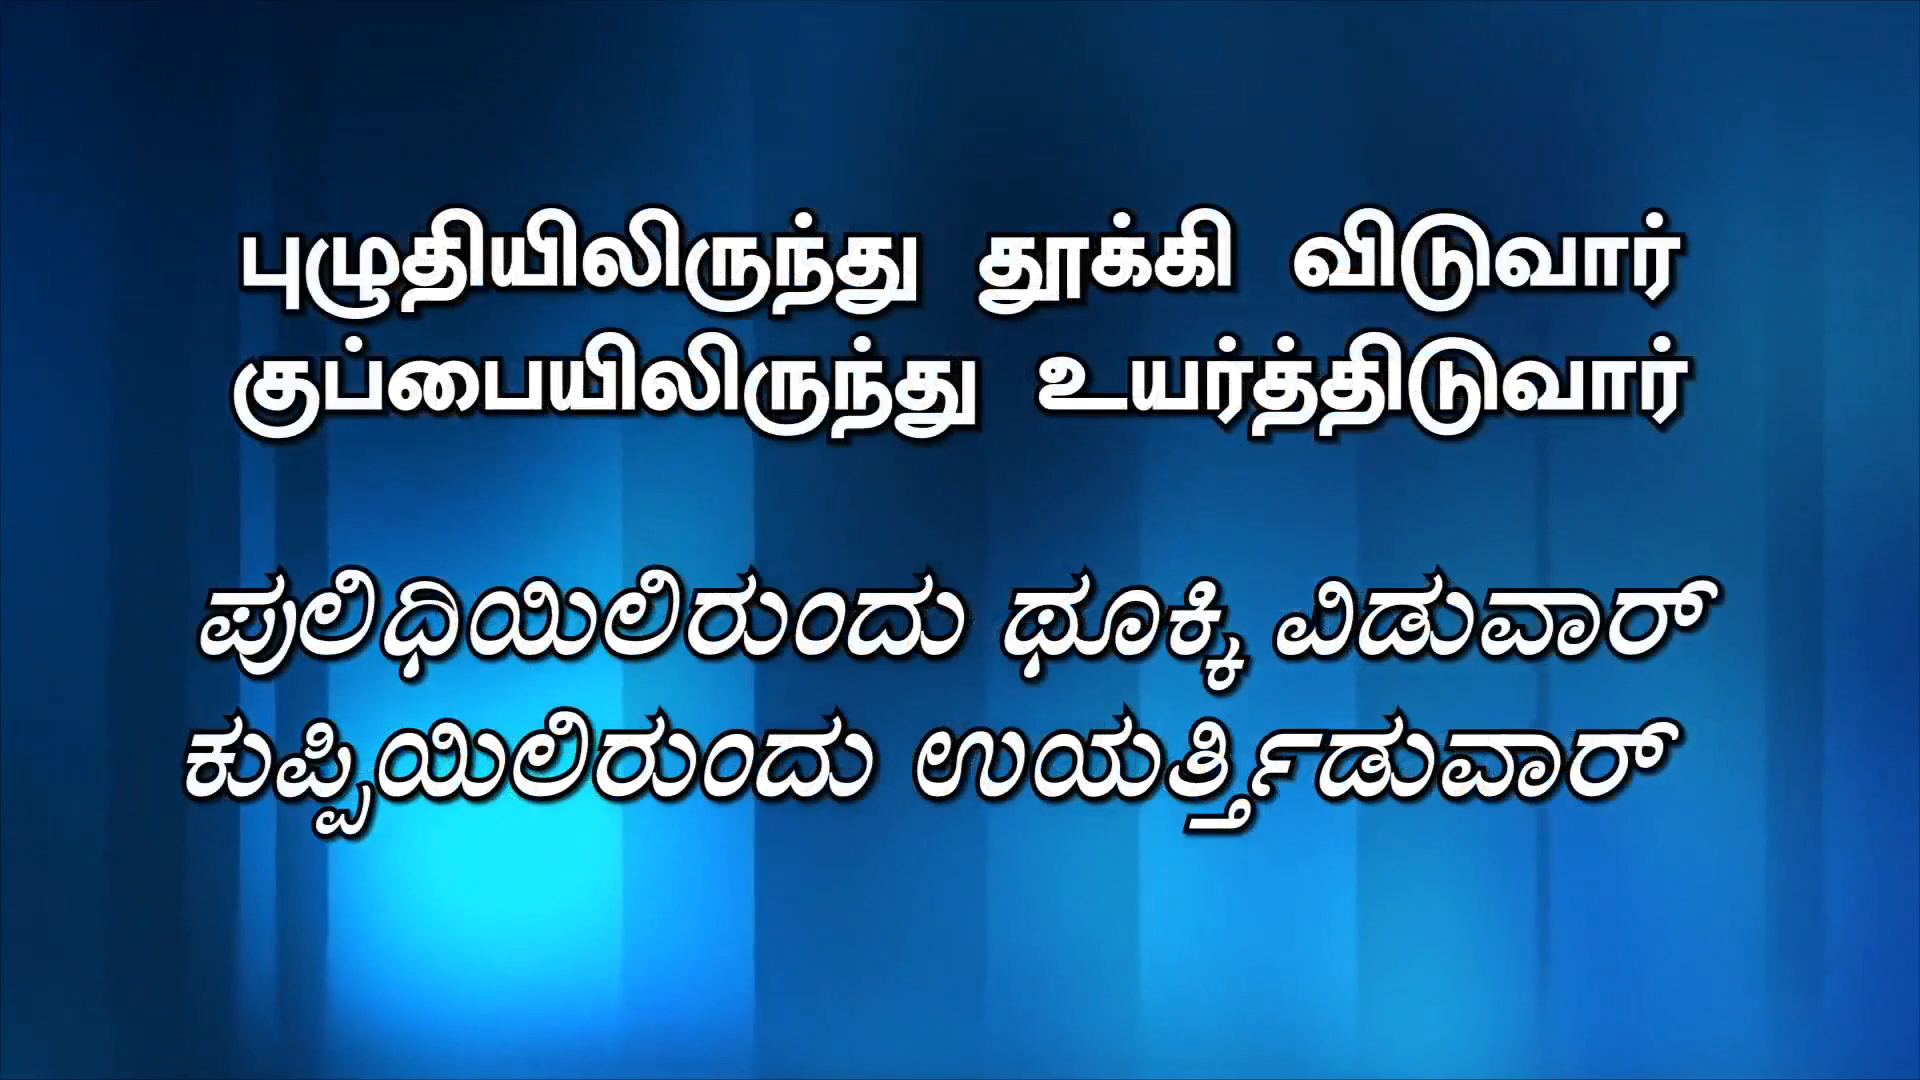 புழுதியிலிருந்து தூக்கி விடுவார்
குப்பையிலிருந்து உயர்த்திடுவார்
ಪುಲಿಧಿಯಿಲಿರುಂದು ಥೂಕ್ಕಿ ವಿಡುವಾರ್
ಕುಪ್ಪಿಯಿಲಿರುಂದು ಉಯರ್ತ್ತಿಡುವಾರ್